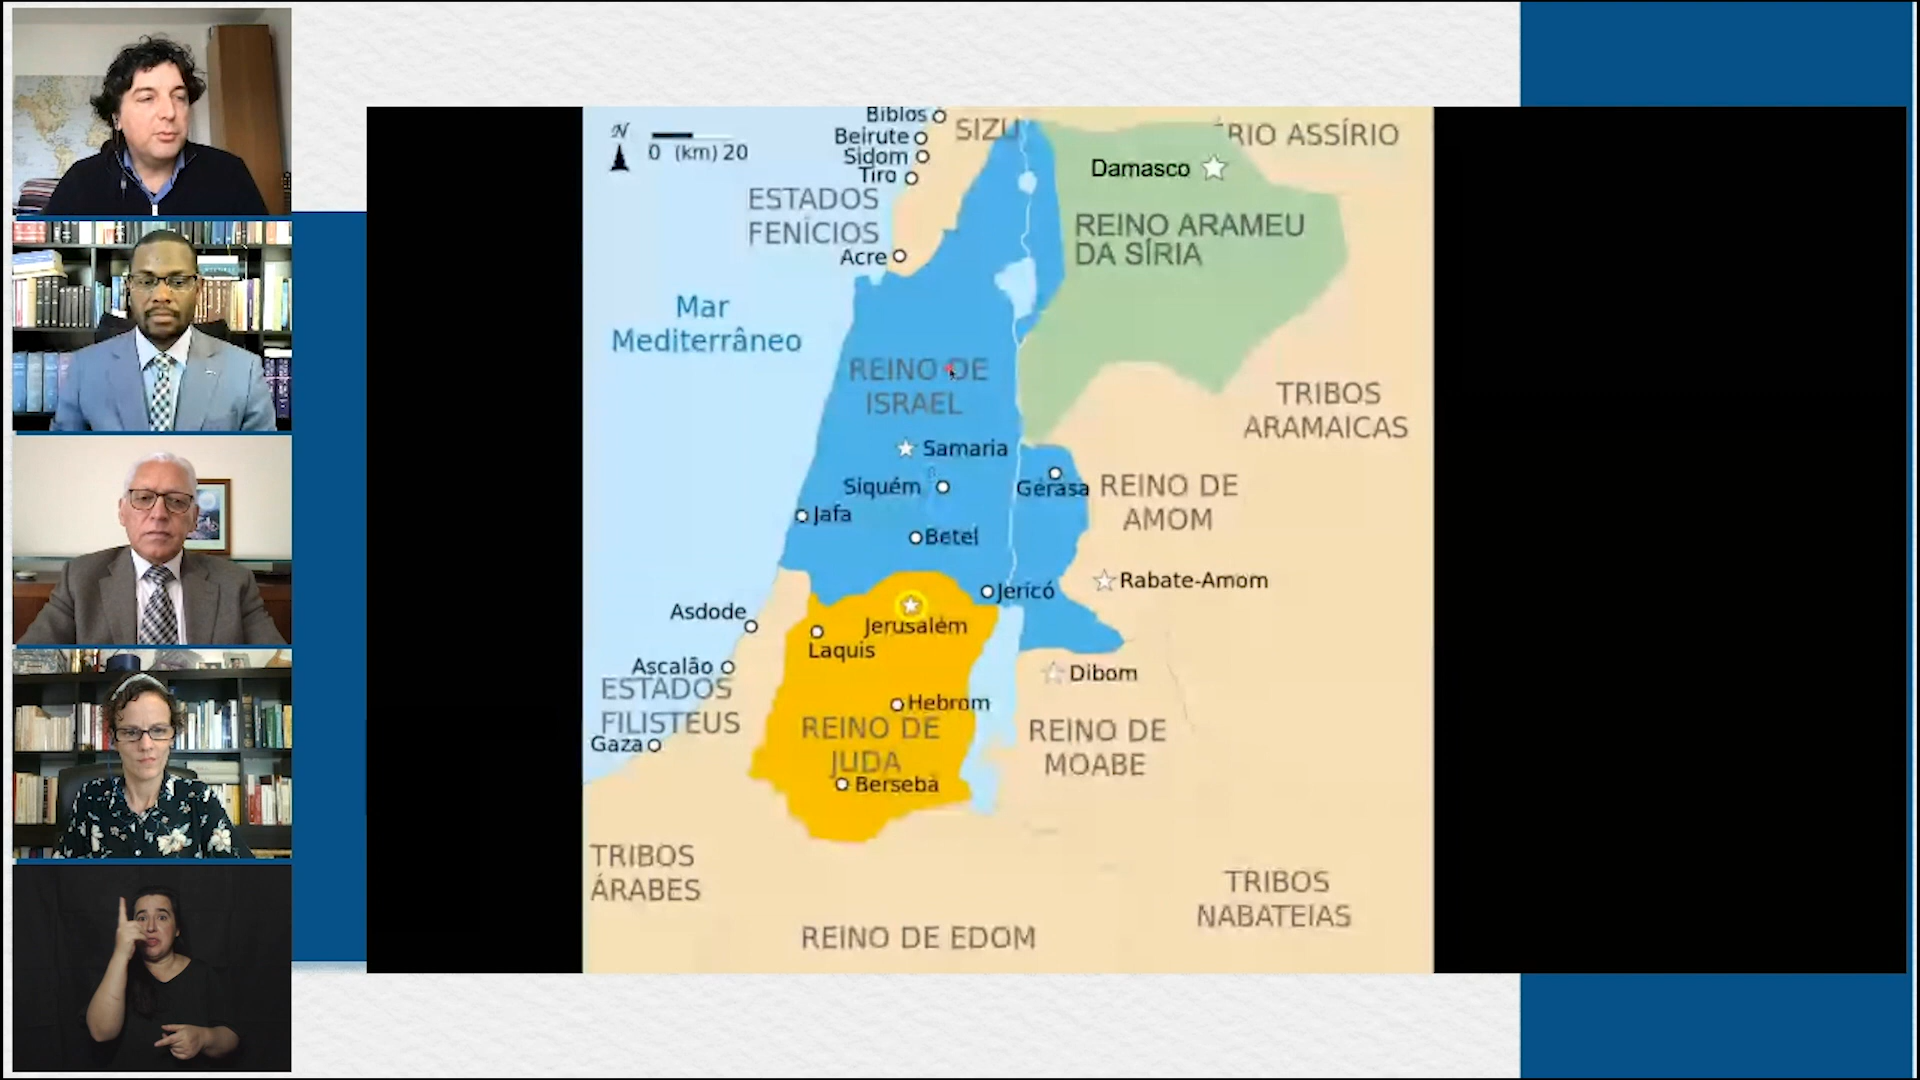 Biblos
SIZU
RIO ASSÍRIO
N
Beirute
0 (km) 20
Sidom
Tiro
Damasco
ESTADOS
FENÍCIOS
REINO ARAMEU
DA SÍRIA
Acre
Mar
Mediterrâneo
REINO DE
ISRAEL
TRIBOS
ARAMAICAS
Samaria
Siquém
Gerasa
REINO DE
AMOM
Jafa
Betel
Jericó
Rabate-Amom
Asdode
Jerusalém
Laquis
Ascalão
Dibom
ESTADOS
FILISTEUS
Hebrom
REINO DE
JUDA
REINO DE
MOABE
Gaza
Berseba
TRIBOS
ÁRABES
TRIBOS
NABATEIAS
REINO DE EDOM